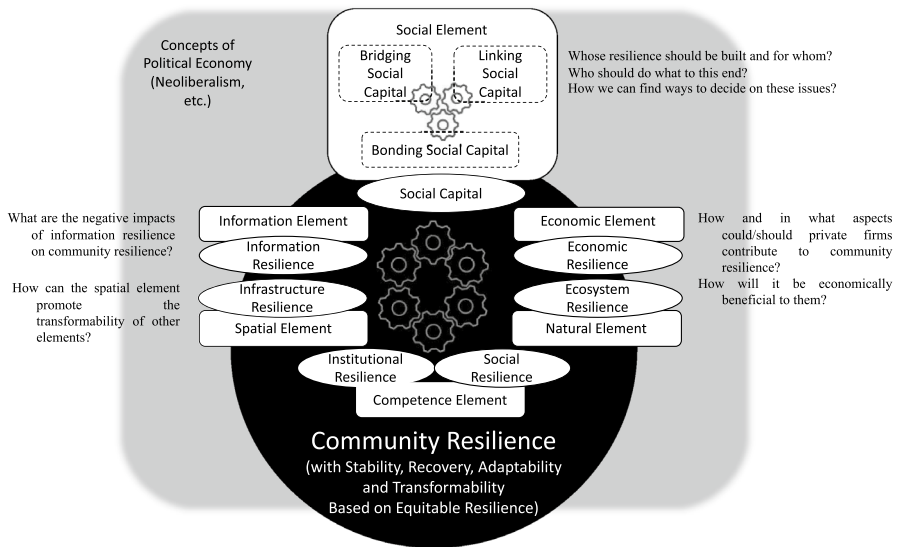 Social Element
Concepts of
Political Economy
(Neoliberalism,
etc.)
Bridging
Social
Capital
Linking
Social
Capital
Bonding Social Capital
Whose resilience should be built and for whom?
Who should do what to this end?
How we can find ways to decide on these issues?
Social Capital
What are the negative impacts
of information resilience
on community resilience?
How can the spatial element
promote the
transformability of other
elements?
Information Element
Information
Resilience
Infrastructure
Resilience
Spatial Element
Economic Element
Economic
Resilience
Ecosystem
Resilience
Natural Element
How and in what aspects
could/should private firms
contribute to community
resilience?
How will it be economically
beneficial to them?
Institutional
Resilience
Social
Resilience
Competence Element
Community Resilience
(with Stability, Recovery, Adaptability
and Transformability
Based on Equitable Resilience)